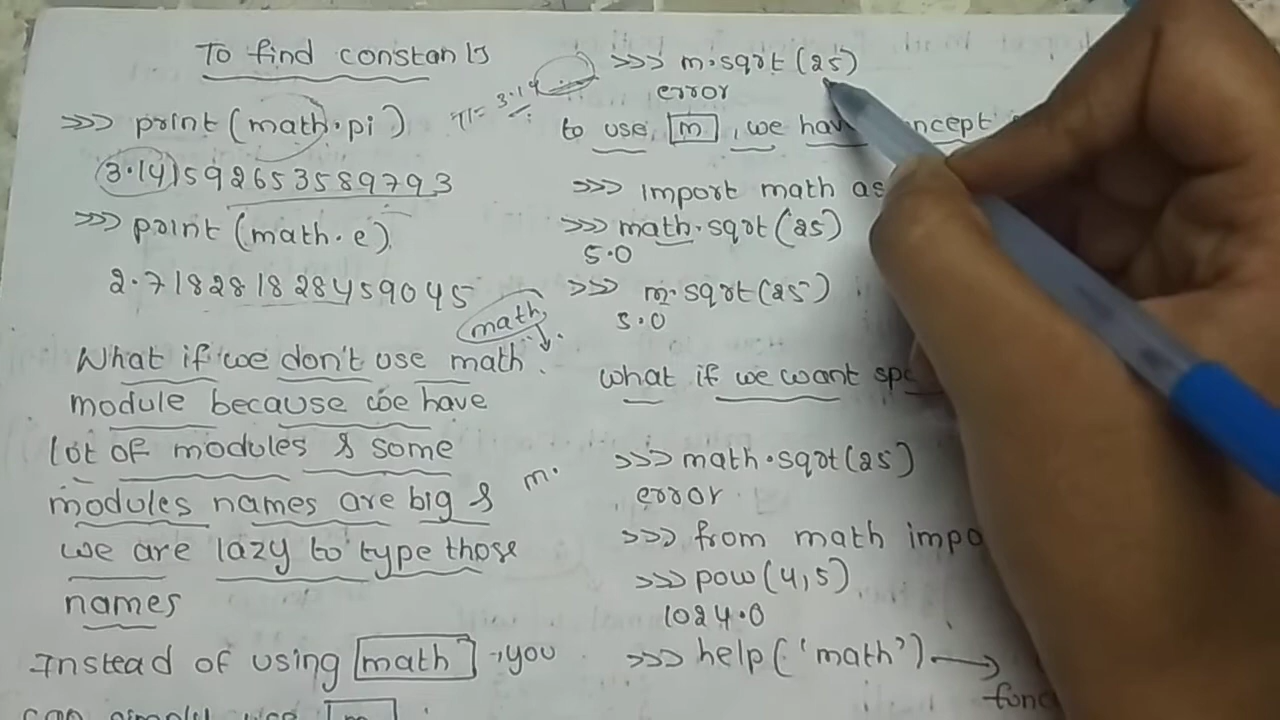 To find constants
>>> print(math.pi)
π = 3.14
3.141592653589793
>>> print(math.e)
2.718281828459045
math
What if we don't use math.
module because we have
lot of modules & some
m.
modules names are big &
we are lazy to type those
names
Instead of using math, you
can simply use m.
>>> m.sqrt(25)
error
to use m, we have
>>> import math as
>>> math.sqrt(25)
5.0
>>> m.sqrt(25)
5.0
What if we want
>>> math.sqrt(25)
error
>>> from math impo
>>> pow(4,5)
1024.0
>>> help('math')
func